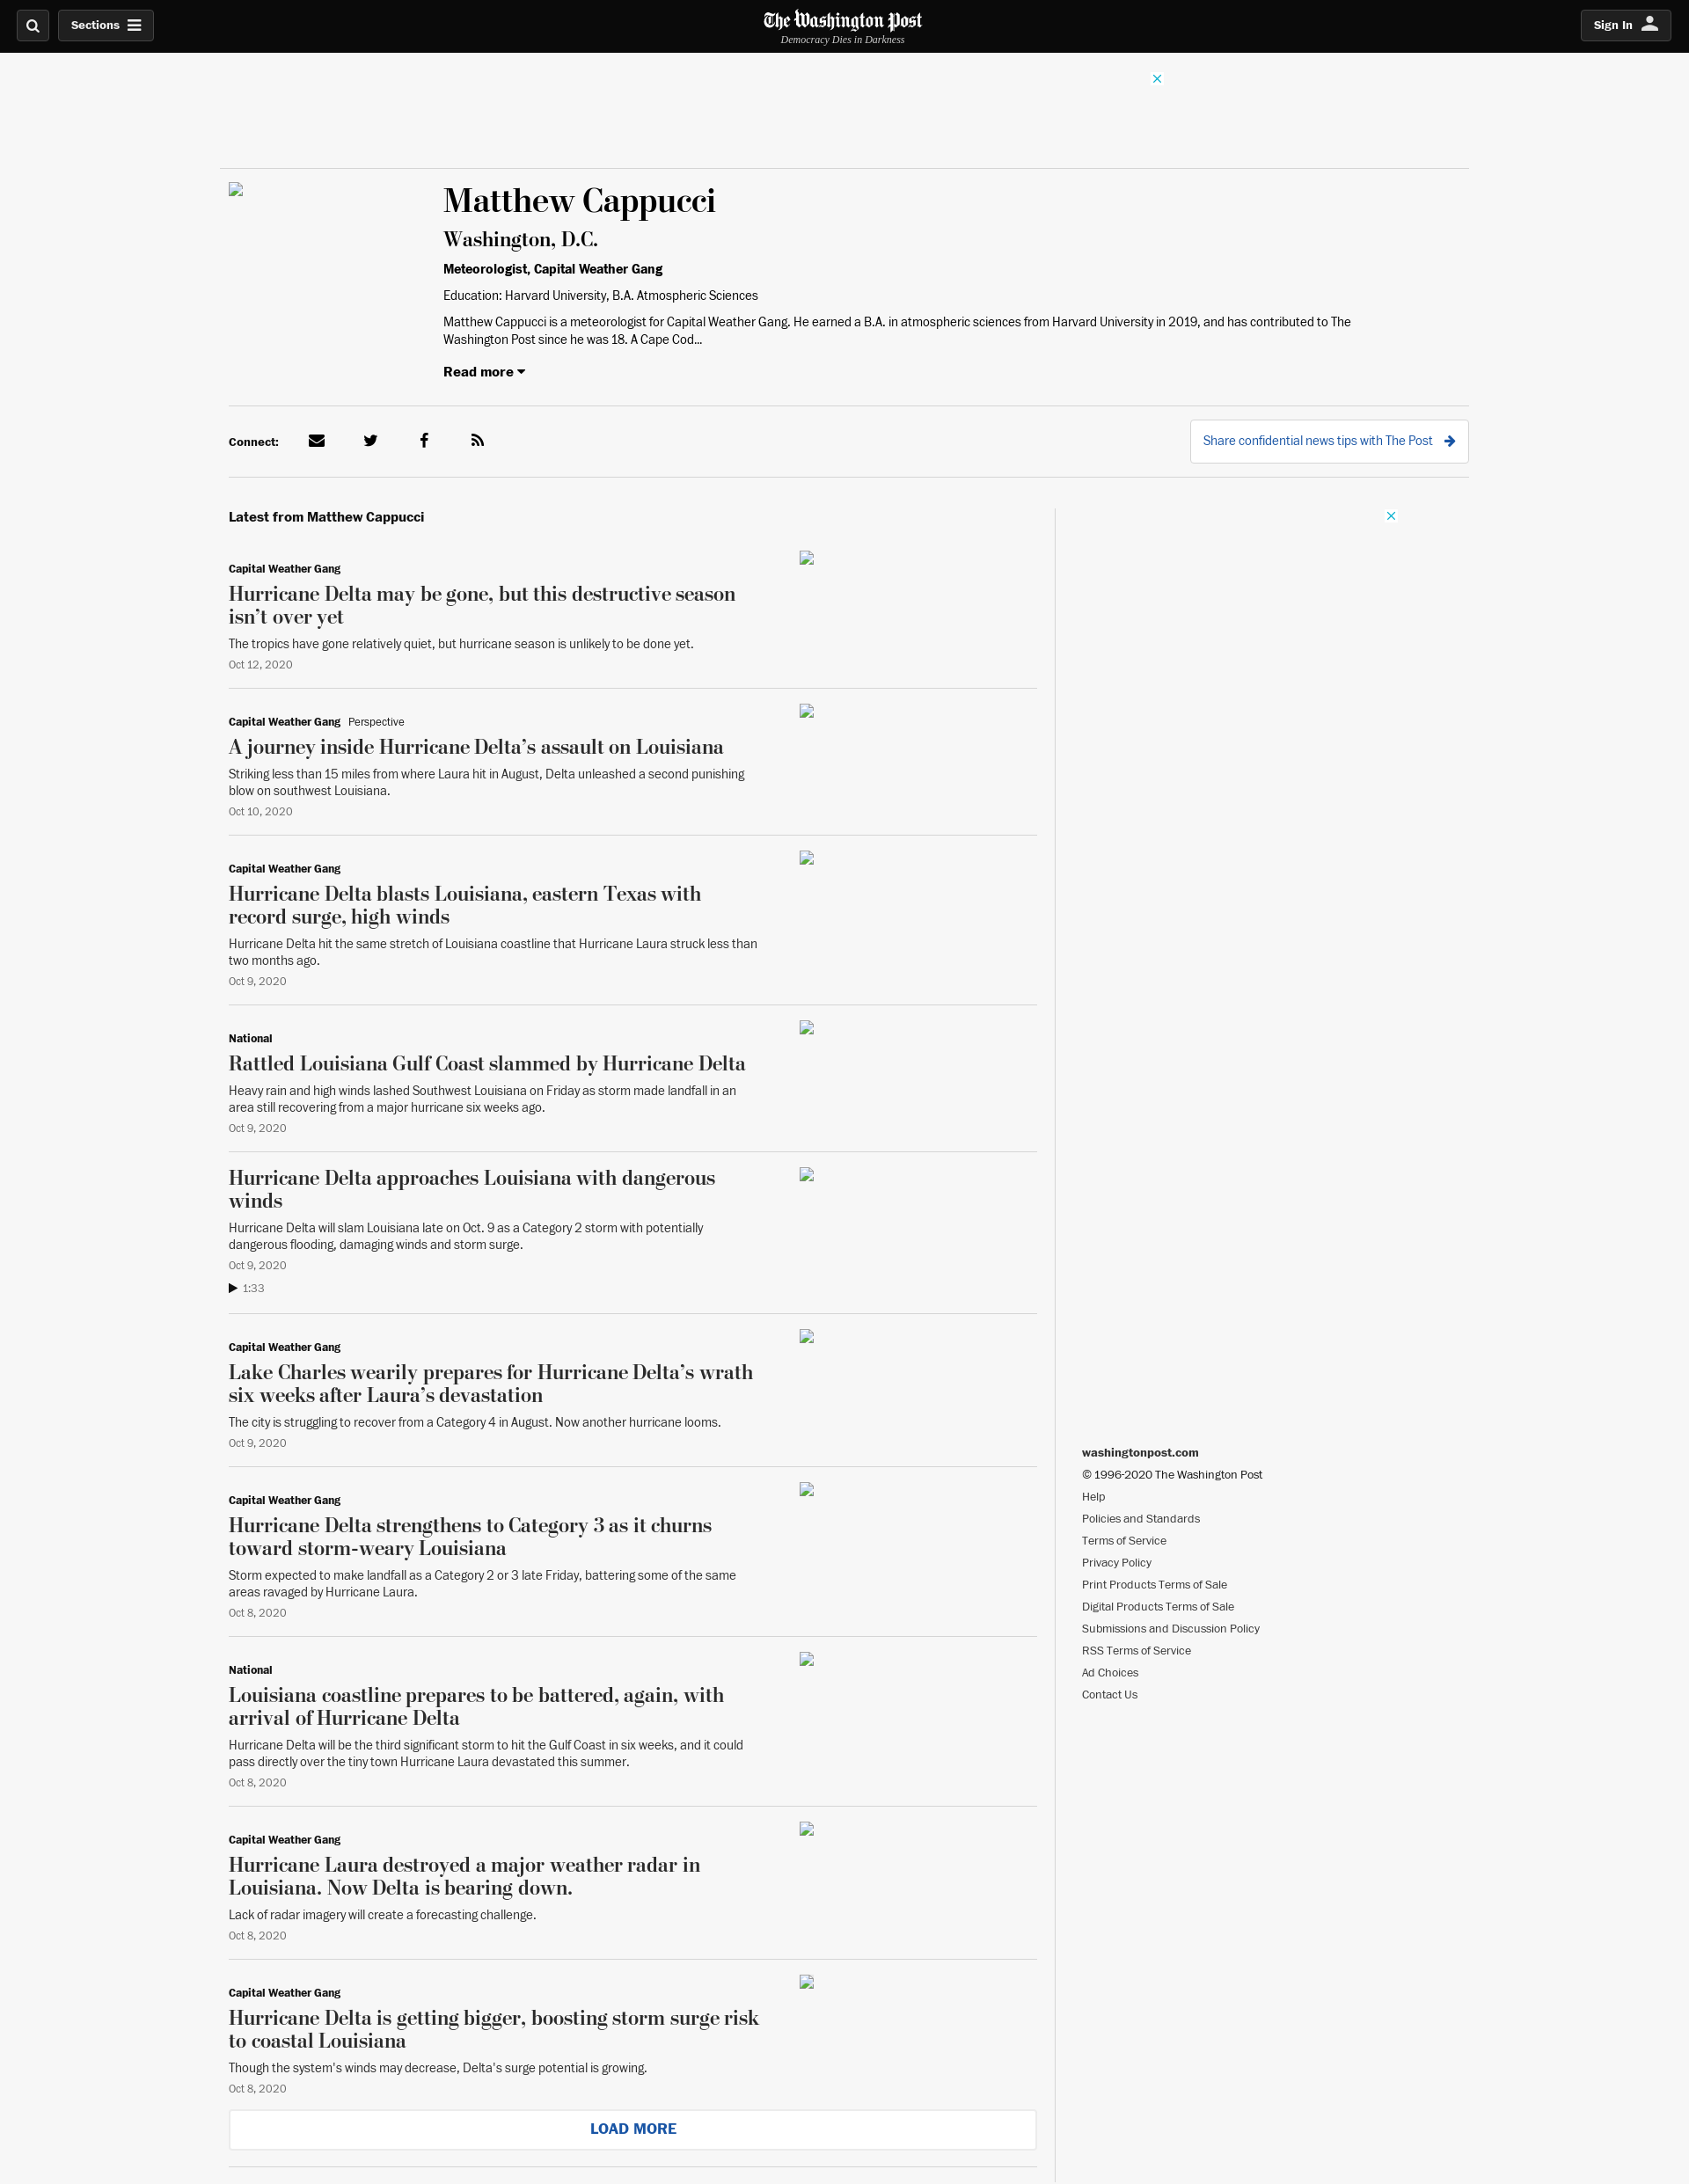 Sections
The Washington Post
Democracy Dies in Darkness
Sign In
Matthew Cappucci
Washington, D.C.
Meteorologist, Capital Weather Gang
Education: Harvard University, B.A. Atmospheric Sciences
Matthew Cappucci is a meteorologist for Capital Weather Gang. He earned a B.A. in atmospheric sciences from Harvard University in 2019, and has contributed to The
Washington Post since he was 18. A Cape Cod...
Read more
Connect:
Share confidential news tips with The Post
Latest from Matthew Cappucci
Capital Weather Gang
Hurricane Delta may be gone, but this destructive season
isn’t over yet
The tropics have gone relatively quiet, but hurricane season is unlikely to be done yet.
Oct 12, 2020
Capital Weather Gang Perspective
A journey inside Hurricane Delta’s assault on Louisiana
Striking less than 15 miles from where Laura hit in August, Delta unleashed a second punishing
blow on southwest Louisiana.
Oct 10, 2020
Capital Weather Gang
Hurricane Delta blasts Louisiana, eastern Texas with
record surge, high winds
Hurricane Delta hit the same stretch of Louisiana coastline that Hurricane Laura struck less than
two months ago.
Oct 9, 2020
National
Rattled Louisiana Gulf Coast slammed by Hurricane Delta
Heavy rain and high winds lashed Southwest Louisiana on Friday as storm made landfall in an
area still recovering from a major hurricane six weeks ago.
Oct 9, 2020
Hurricane Delta approaches Louisiana with dangerous
winds
Hurricane Delta will slam Louisiana late on Oct. 9 as a Category 2 storm with potentially
dangerous flooding, damaging winds and storm surge.
Oct 9, 2020
1:33
Capital Weather Gang
Lake Charles wearily prepares for Hurricane Delta’s wrath
six weeks after Laura’s devastation
The city is struggling to recover from a Category 4 in August. Now another hurricane looms.
Oct 9, 2020
Capital Weather Gang
Hurricane Delta strengthens to Category 3 as it churns
toward storm-weary Louisiana
Storm expected to make landfall as a Category 2 or 3 late Friday, battering some of the same
areas ravaged by Hurricane Laura.
Oct 8, 2020
National
Louisiana coastline prepares to be battered, again, with
arrival of Hurricane Delta
Hurricane Delta will be the third significant storm to hit the Gulf Coast in six weeks, and it could
pass directly over the tiny town Hurricane Laura devastated this summer.
Oct 8, 2020
Capital Weather Gang
Hurricane Laura destroyed a major weather radar in
Louisiana. Now Delta is bearing down.
Lack of radar imagery will create a forecasting challenge.
Oct 8, 2020
Capital Weather Gang
Hurricane Delta is getting bigger, boosting storm surge risk
to coastal Louisiana
Though the system's winds may decrease, Delta's surge potential is growing.
Oct 8, 2020
LOAD MORE
washingtonpost.com
© 1996-2020 The Washington Post
Help
Policies and Standards
Terms of Service
Privacy Policy
Print Products Terms of Sale
Digital Products Terms of Sale
Submissions and Discussion Policy
RSS Terms of Service
Ad Choices
Contact Us